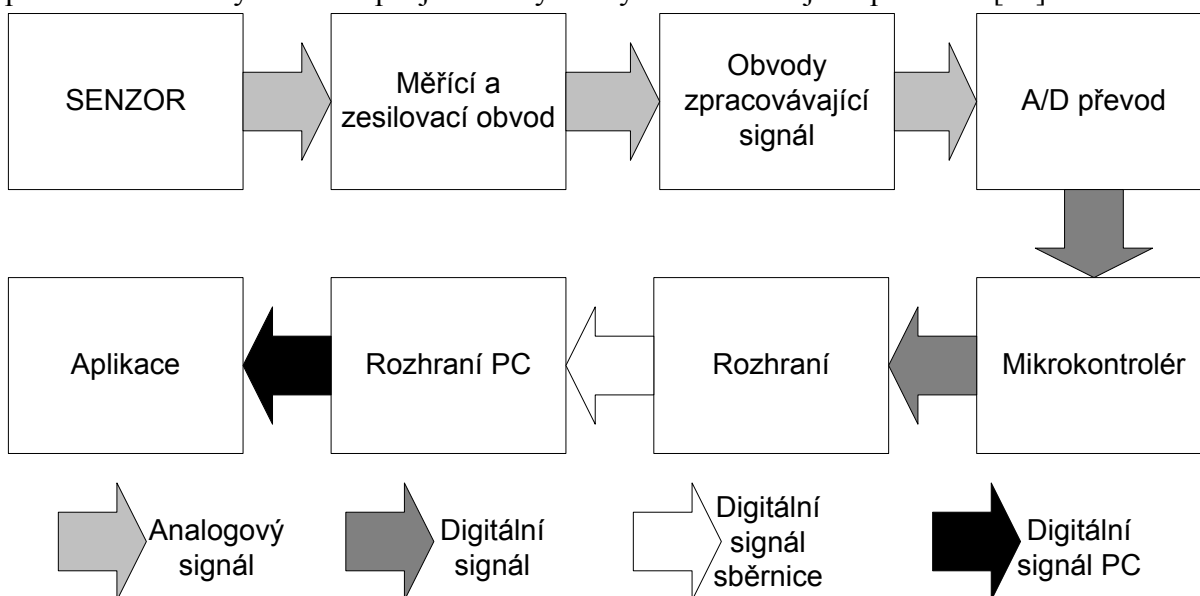 SENZOR
Měřící a
zesilovací obvod
Obvody
zpracovávající
signál
A/D převod
Aplikace
Rozhraní PC
Rozhraní
Mikrokontrolér
Analogový
signál
Digitální
signál
Digitální
signál
sběrnice
Digitální
signál PC